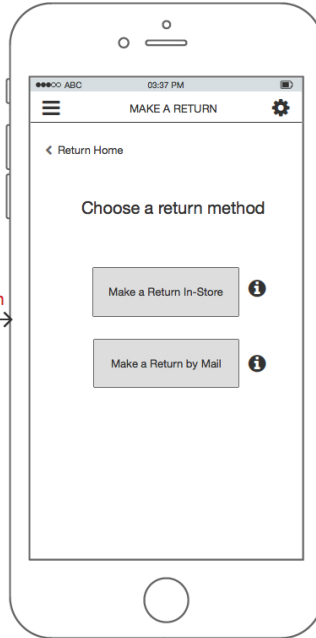 ABC 03:37 PM
MAKE A RETURN
Return Home
Choose a return method
Make a Return In-Store
Make a Return by Mail